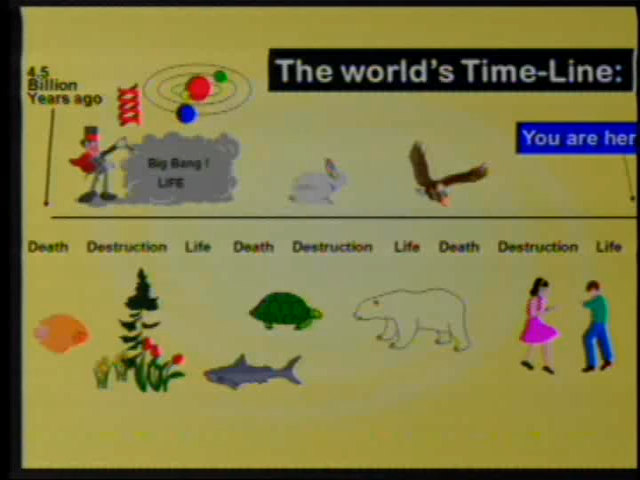 4.5
Billion
Years ago
The world's Time-Line:
You are her
Big Bang !
LIFE
Death Destruction Life Death Destruction Life Death Destruction Life